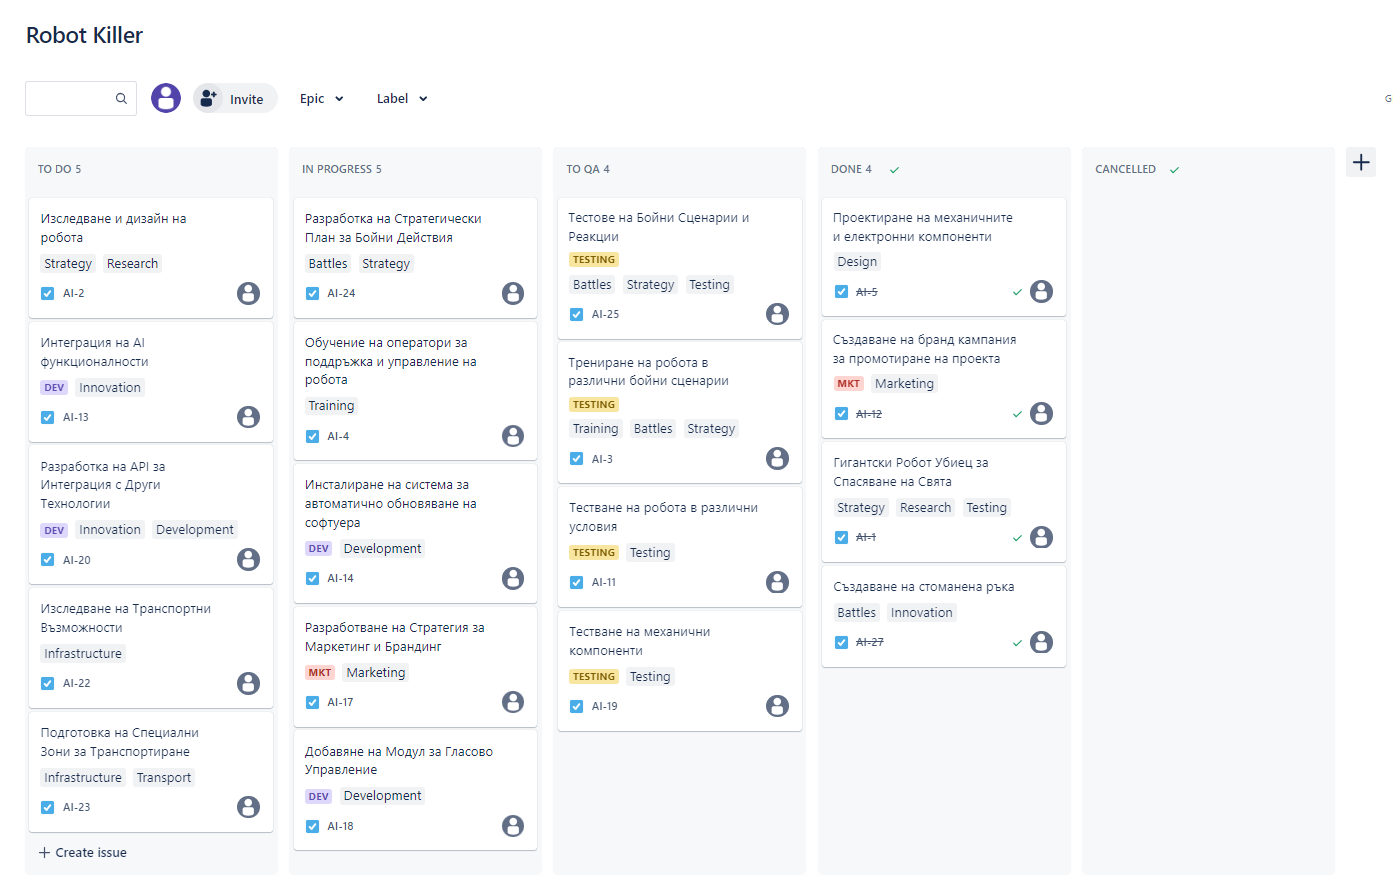 Robot Killer
Invite
Epic
Label
G
TO DO 5
Изследване и дизайн на
робота
Strategy Research
AI-2
Интеграция на AI
функционалности
DEV Innovation
AI-13
Разработка на API за
Интеграция с Други
Технологии
DEV Innovation Development
AI-20
Изследване на Транспортни
Възможности
Infrastructure
AI-22
Подготовка на Специални
Зони за Транспортиране
Infrastructure Transport
AI-23
Create issue
IN PROGRESS 5
Разработка на Стратегически
План за Бойни Действия
Battles Strategy
AI-24
Обучение на оператори за
поддръжка и управление на
робота
Training
AI-4
Инсталиране на система за
автоматично обновяване на
софтуера
DEV Development
AI-14
Разработване на Стратегия за
Маркетинг и Брандинг
MKT Marketing
AI-17
Добавяне на Модул за Гласово
Управление
DEV Development
AI-18
TO QA 4
Тестове на Бойни Сценарии и
Реакции
TESTING
Battles Strategy Testing
AI-25
Трениране на робота в
различни бойни сценарии
TESTING
Training Battles Strategy
AI-3
Тестване на робота в различни
условия
TESTING Testing
AI-11
Тестване на механични
компоненти
TESTING Testing
AI-19
DONE 4
Проектиране на механичните
и електронни компоненти
Design
AI-5
Създаване на бранд кампания
за промотиране на проекта
MKT Marketing
AI-12
Гигантски Робот Убиец за
Спасяване на Свята
Strategy Research Testing
AI-1
Създаване на стоманена ръка
Battles Innovation
AI-27
CANCELLED